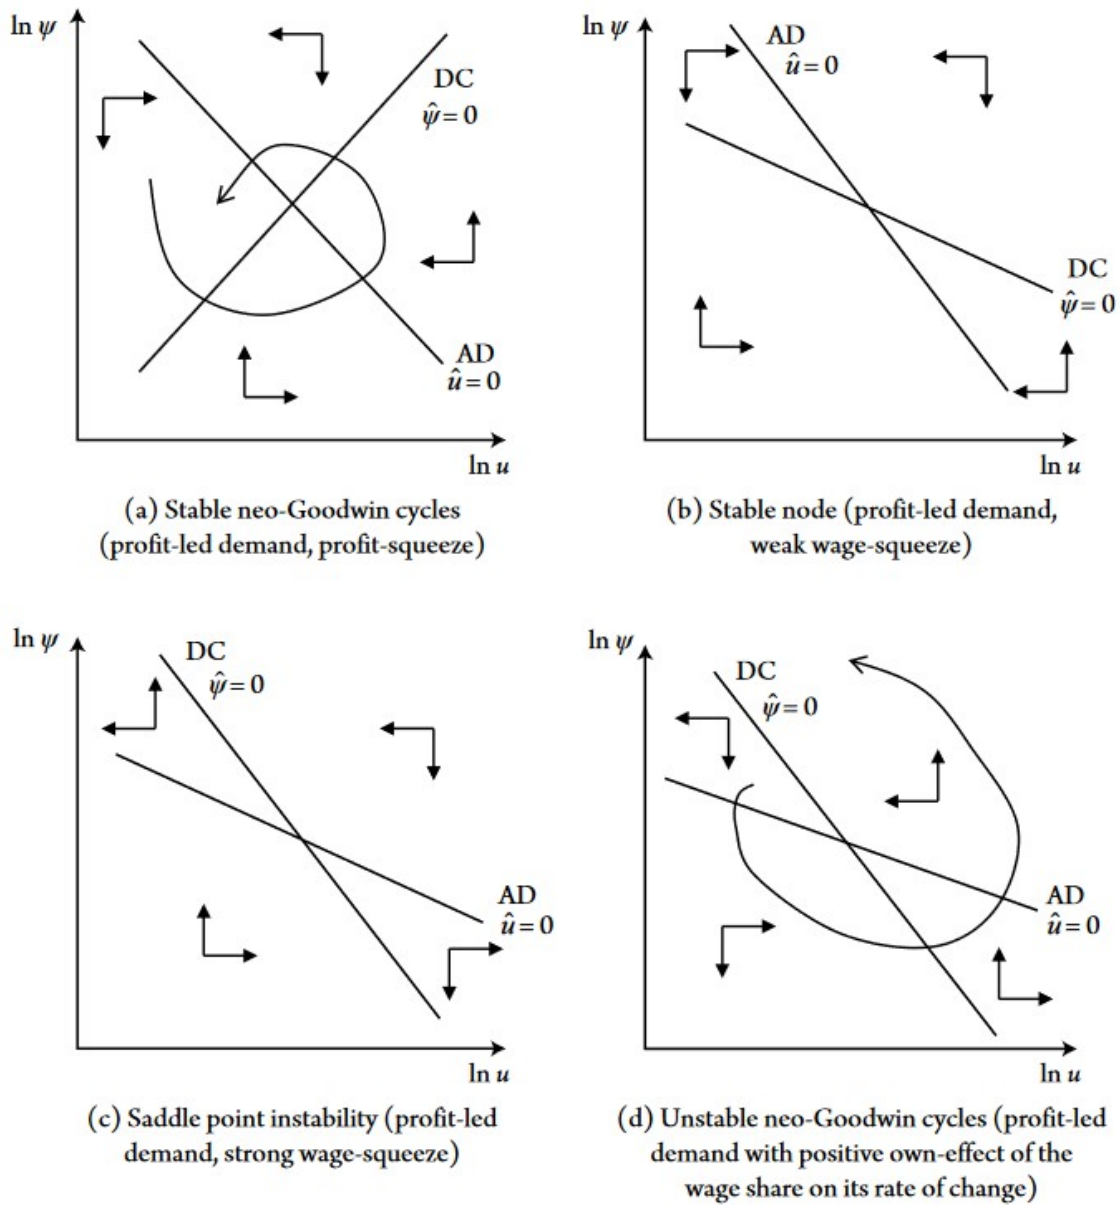 ln ψ
DC
ψ̂ = 0
AD
û = 0
ln u
(a) Stable neo-Goodwin cycles
(profit-led demand, profit-squeeze)
ln ψ
AD
û = 0
DC
ψ̂ = 0
ln u
(b) Stable node (profit-led demand,
weak wage-squeeze)
ln ψ
DC
ψ̂ = 0
AD
û = 0
ln u
(c) Saddle point instability (profit-led
demand, strong wage-squeeze)
ln ψ
DC
ψ̂ = 0
AD
û = 0
ln u
(d) Unstable neo-Goodwin cycles (profit-led
demand with positive own-effect of the
wage share on its rate of change)